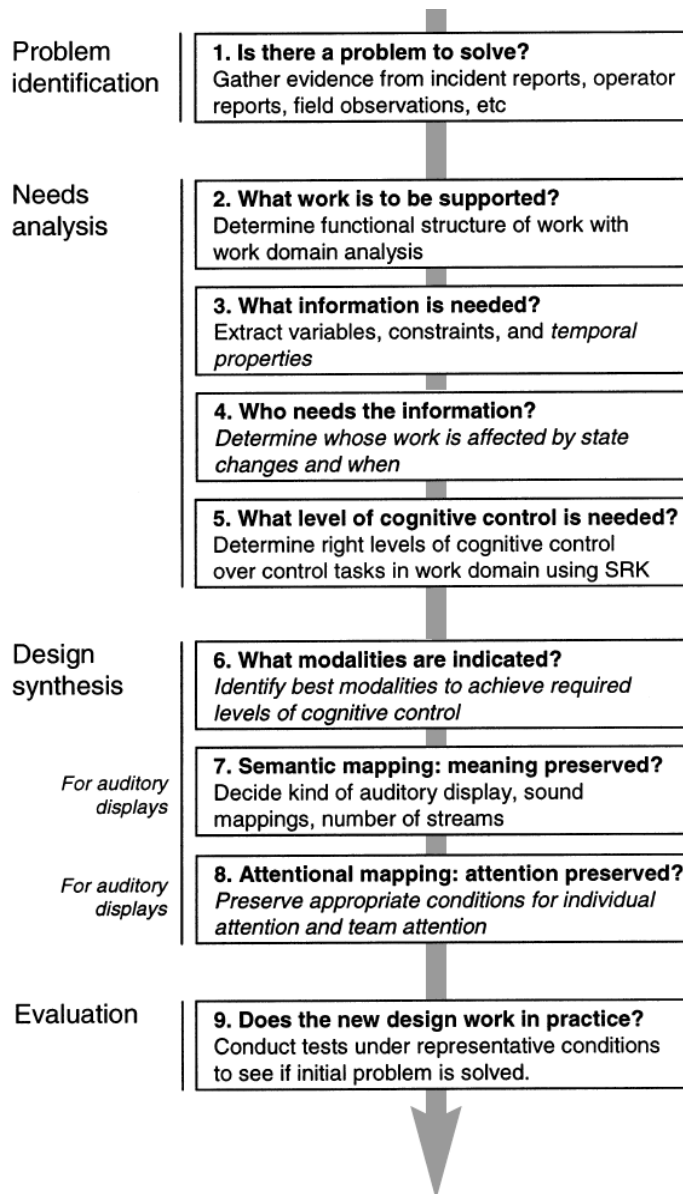 Problem
identification
1. Is there a problem to solve?
Gather evidence from incident reports, operator
reports, field observations, etc
Needs
analysis
2. What work is to be supported?
Determine functional structure of work with
work domain analysis
3. What information is needed?
Extract variables, constraints, and temporal
properties
4. Who needs the information?
Determine whose work is affected by state
changes and when
5. What level of cognitive control is needed?
Determine right levels of cognitive control
over control tasks in work domain using SRK
Design
synthesis
6. What modalities are indicated?
Identify best modalities to achieve required
levels of cognitive control
For auditory
displays
7. Semantic mapping: meaning preserved?
Decide kind of auditory display, sound
mappings, number of streams
For auditory
displays
8. Attentional mapping: attention preserved?
Preserve appropriate conditions for individual
attention and team attention
Evaluation
9. Does the new design work in practice?
Conduct tests under representative conditions
to see if initial problem is solved.